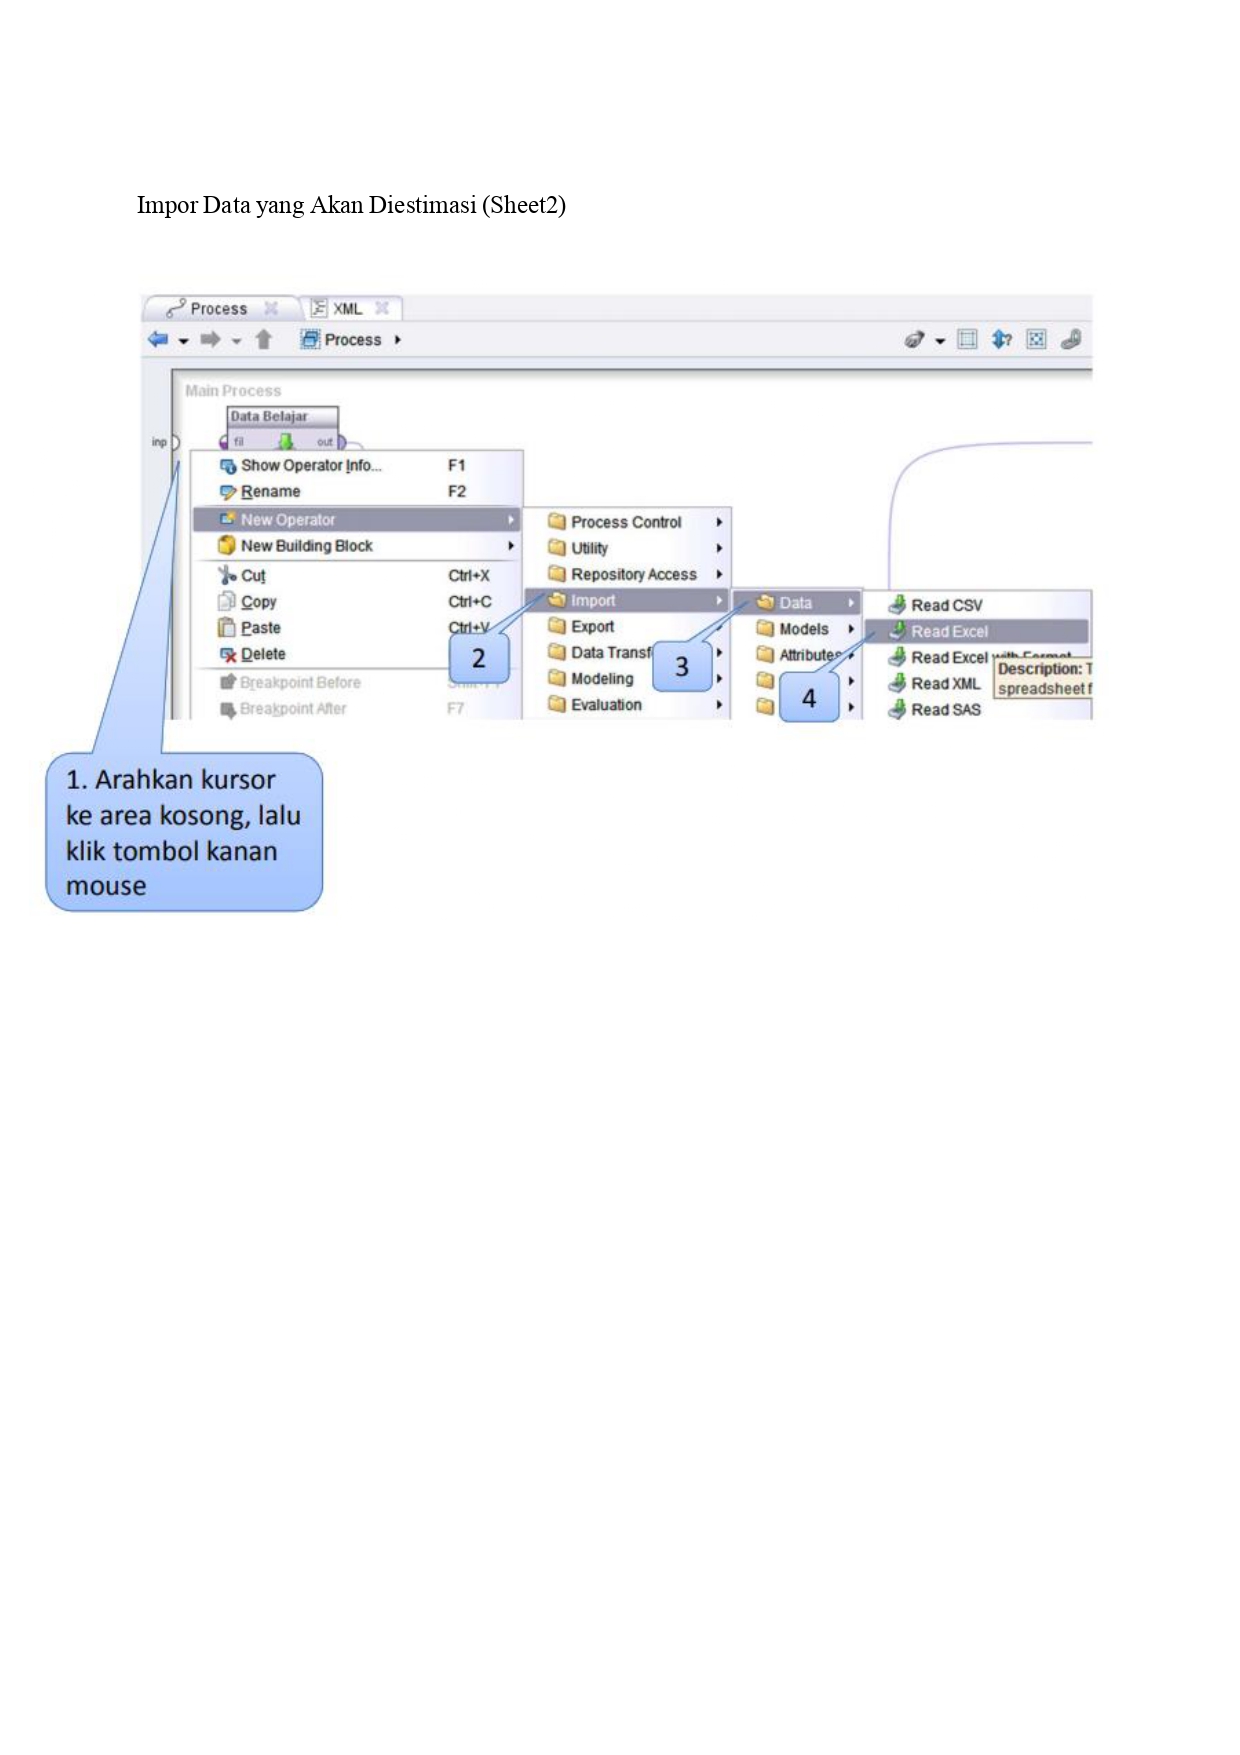 Impor Data yang Akan Diestimasi (Sheet2)
Process
XML
Process
Main Process
Data Belajar
inp
fil
out
Show Operator Info... F1
Rename F2
New Operator
New Building Block
Cut Ctrl+X
Copy Ctrl+C
Paste Ctrl+V
Delete
Breakpoint Before
Breakpoint After F7
Process Control
Utility
Repository Access
Import
Export
Data Transf
Modeling
Evaluation
Data
Models
Attributes
Read CSV
Read Excel
Read Excel with Format
Read XML
Read SAS
Description: T
spreadsheet f
2
3
4
1. Arahkan kursor
ke area kosong, lalu
klik tombol kanan
mouse